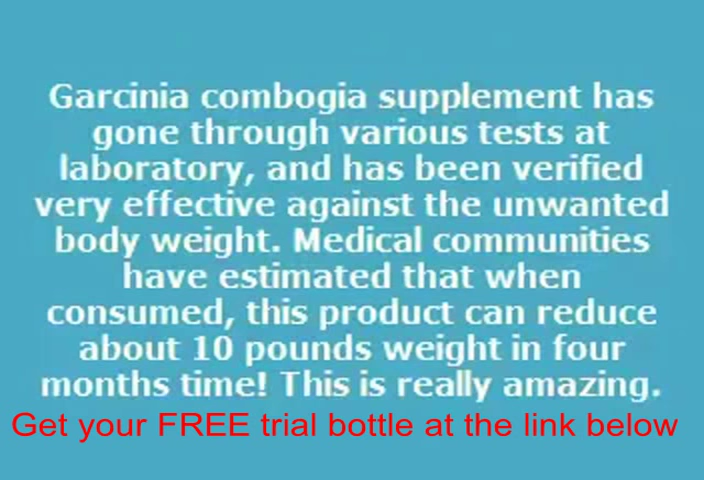 Garcinia combogia supplement has
gone through various tests at
laboratory, and has been verified
very effective against the unwanted
body weight. Medical communities
have estimated that when
consumed, this product can reduce
about 10 pounds weight in four
months time! This is really amazing.
Get your FREE trial bottle at the link below